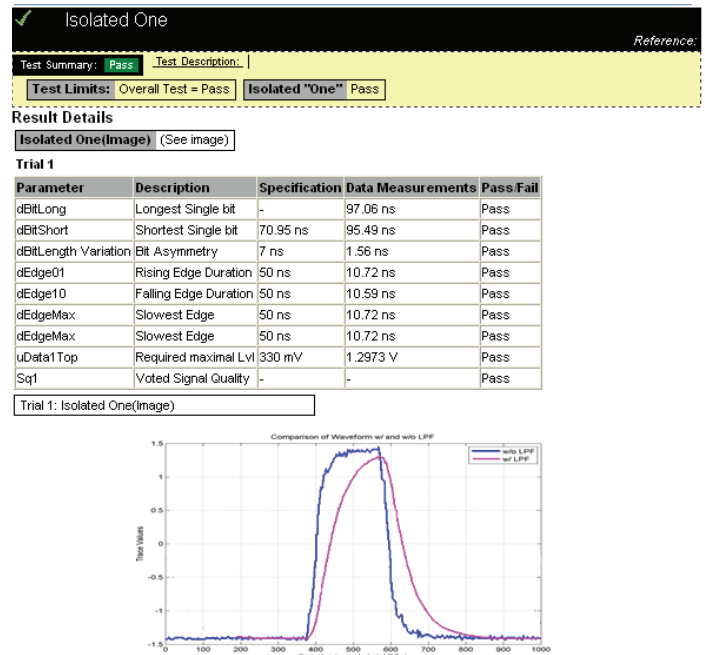 Isolated One
Reference:
Test Summary: Pass Test Description: |
Test Limits: Overall Test = Pass Isolated "One" Pass
Result Details
Isolated One(Image) (See image)
Trial 1
Parameter Description Specification Data Measurements Pass/Fail
dBitLong Longest Single bit - 97.06 ns Pass
dBitShort Shortest Single bit 70.95 ns 95.49 ns Pass
dBitLength Variation Bit Asymmetry 7 ns 1.56 ns Pass
dEdge01 Rising Edge Duration 50 ns 10.72 ns Pass
dEdge10 Falling Edge Duration 50 ns 10.59 ns Pass
dEdgeMax Slowest Edge 50 ns 10.72 ns Pass
dEdgeMax Slowest Edge 50 ns 10.72 ns Pass
uData1Top Required maximal Lvl 330 mV 1.2973 V Pass
Sq1 Voted Signal Quality - - Pass
Trial 1: Isolated One(Image)
Comparison of Waveform w/ and w/o LPF
w/o LPF
w/ LPF
Trace Values
1.5
1
0.5
0
-0.5
-1
-1.5
0 100 200 300 400 500 600 700 800 900 1000